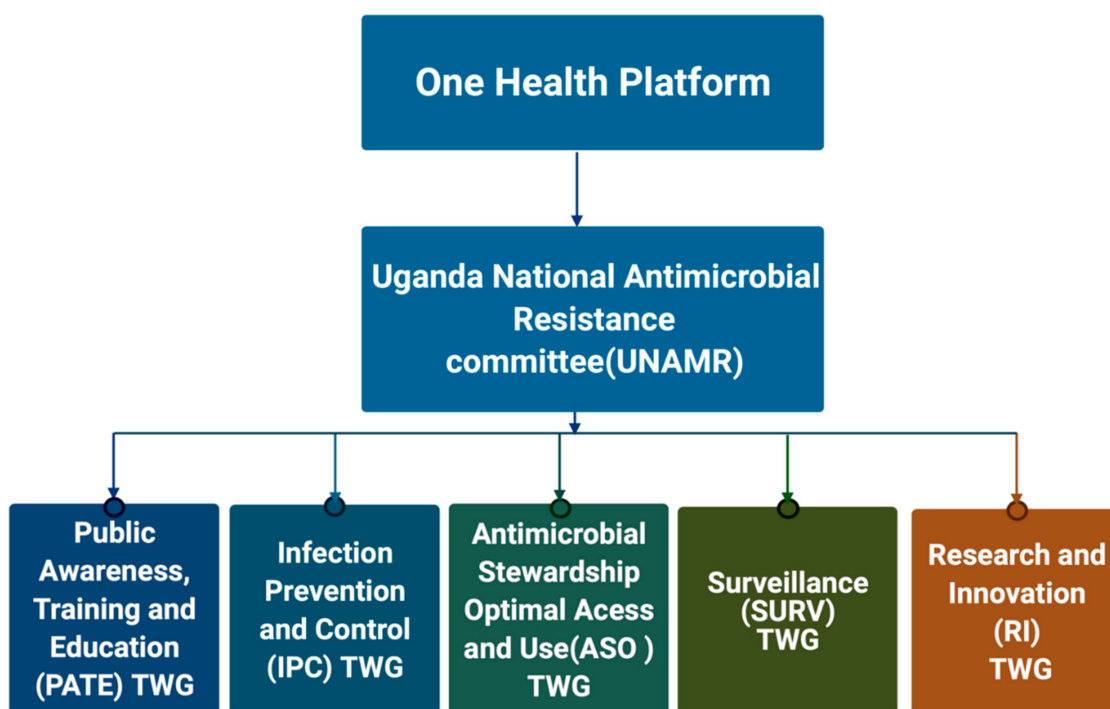 One Health Platform
Uganda National Antimicrobial
Resistance
committee(UNAMR)
Public
Awareness,
Training and
Education
(PATE) TWG
Infection
Prevention
and Control
(IPC) TWG
Antimicrobial
Stewardship
Optimal Acess
and Use(ASO )
TWG
Surveillance
(SURV)
TWG
Research and
Innovation
(RI)
TWG